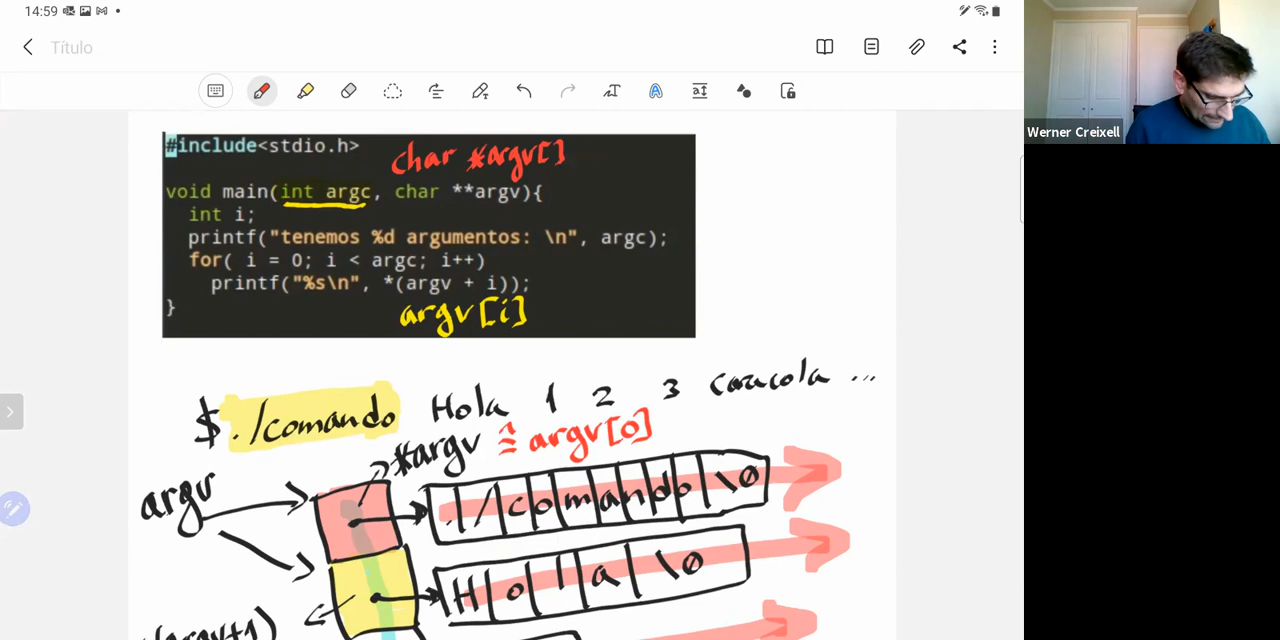 14:59
Título
#include<stdio.h>
char *argv[]
void main(int argc, char **argv){
int i;
printf("tenemos %d argumentos: \n", argc);
for( i = 0; i < argc; i++)
printf("%s\n", *(argv + i));
}
argv[i]
$ ./comando Hola 1 2 3 caracola ...
*argv ≙ argv[0]
argv
./comando\0
Hola\0
(argv+1)
Werner Creixell